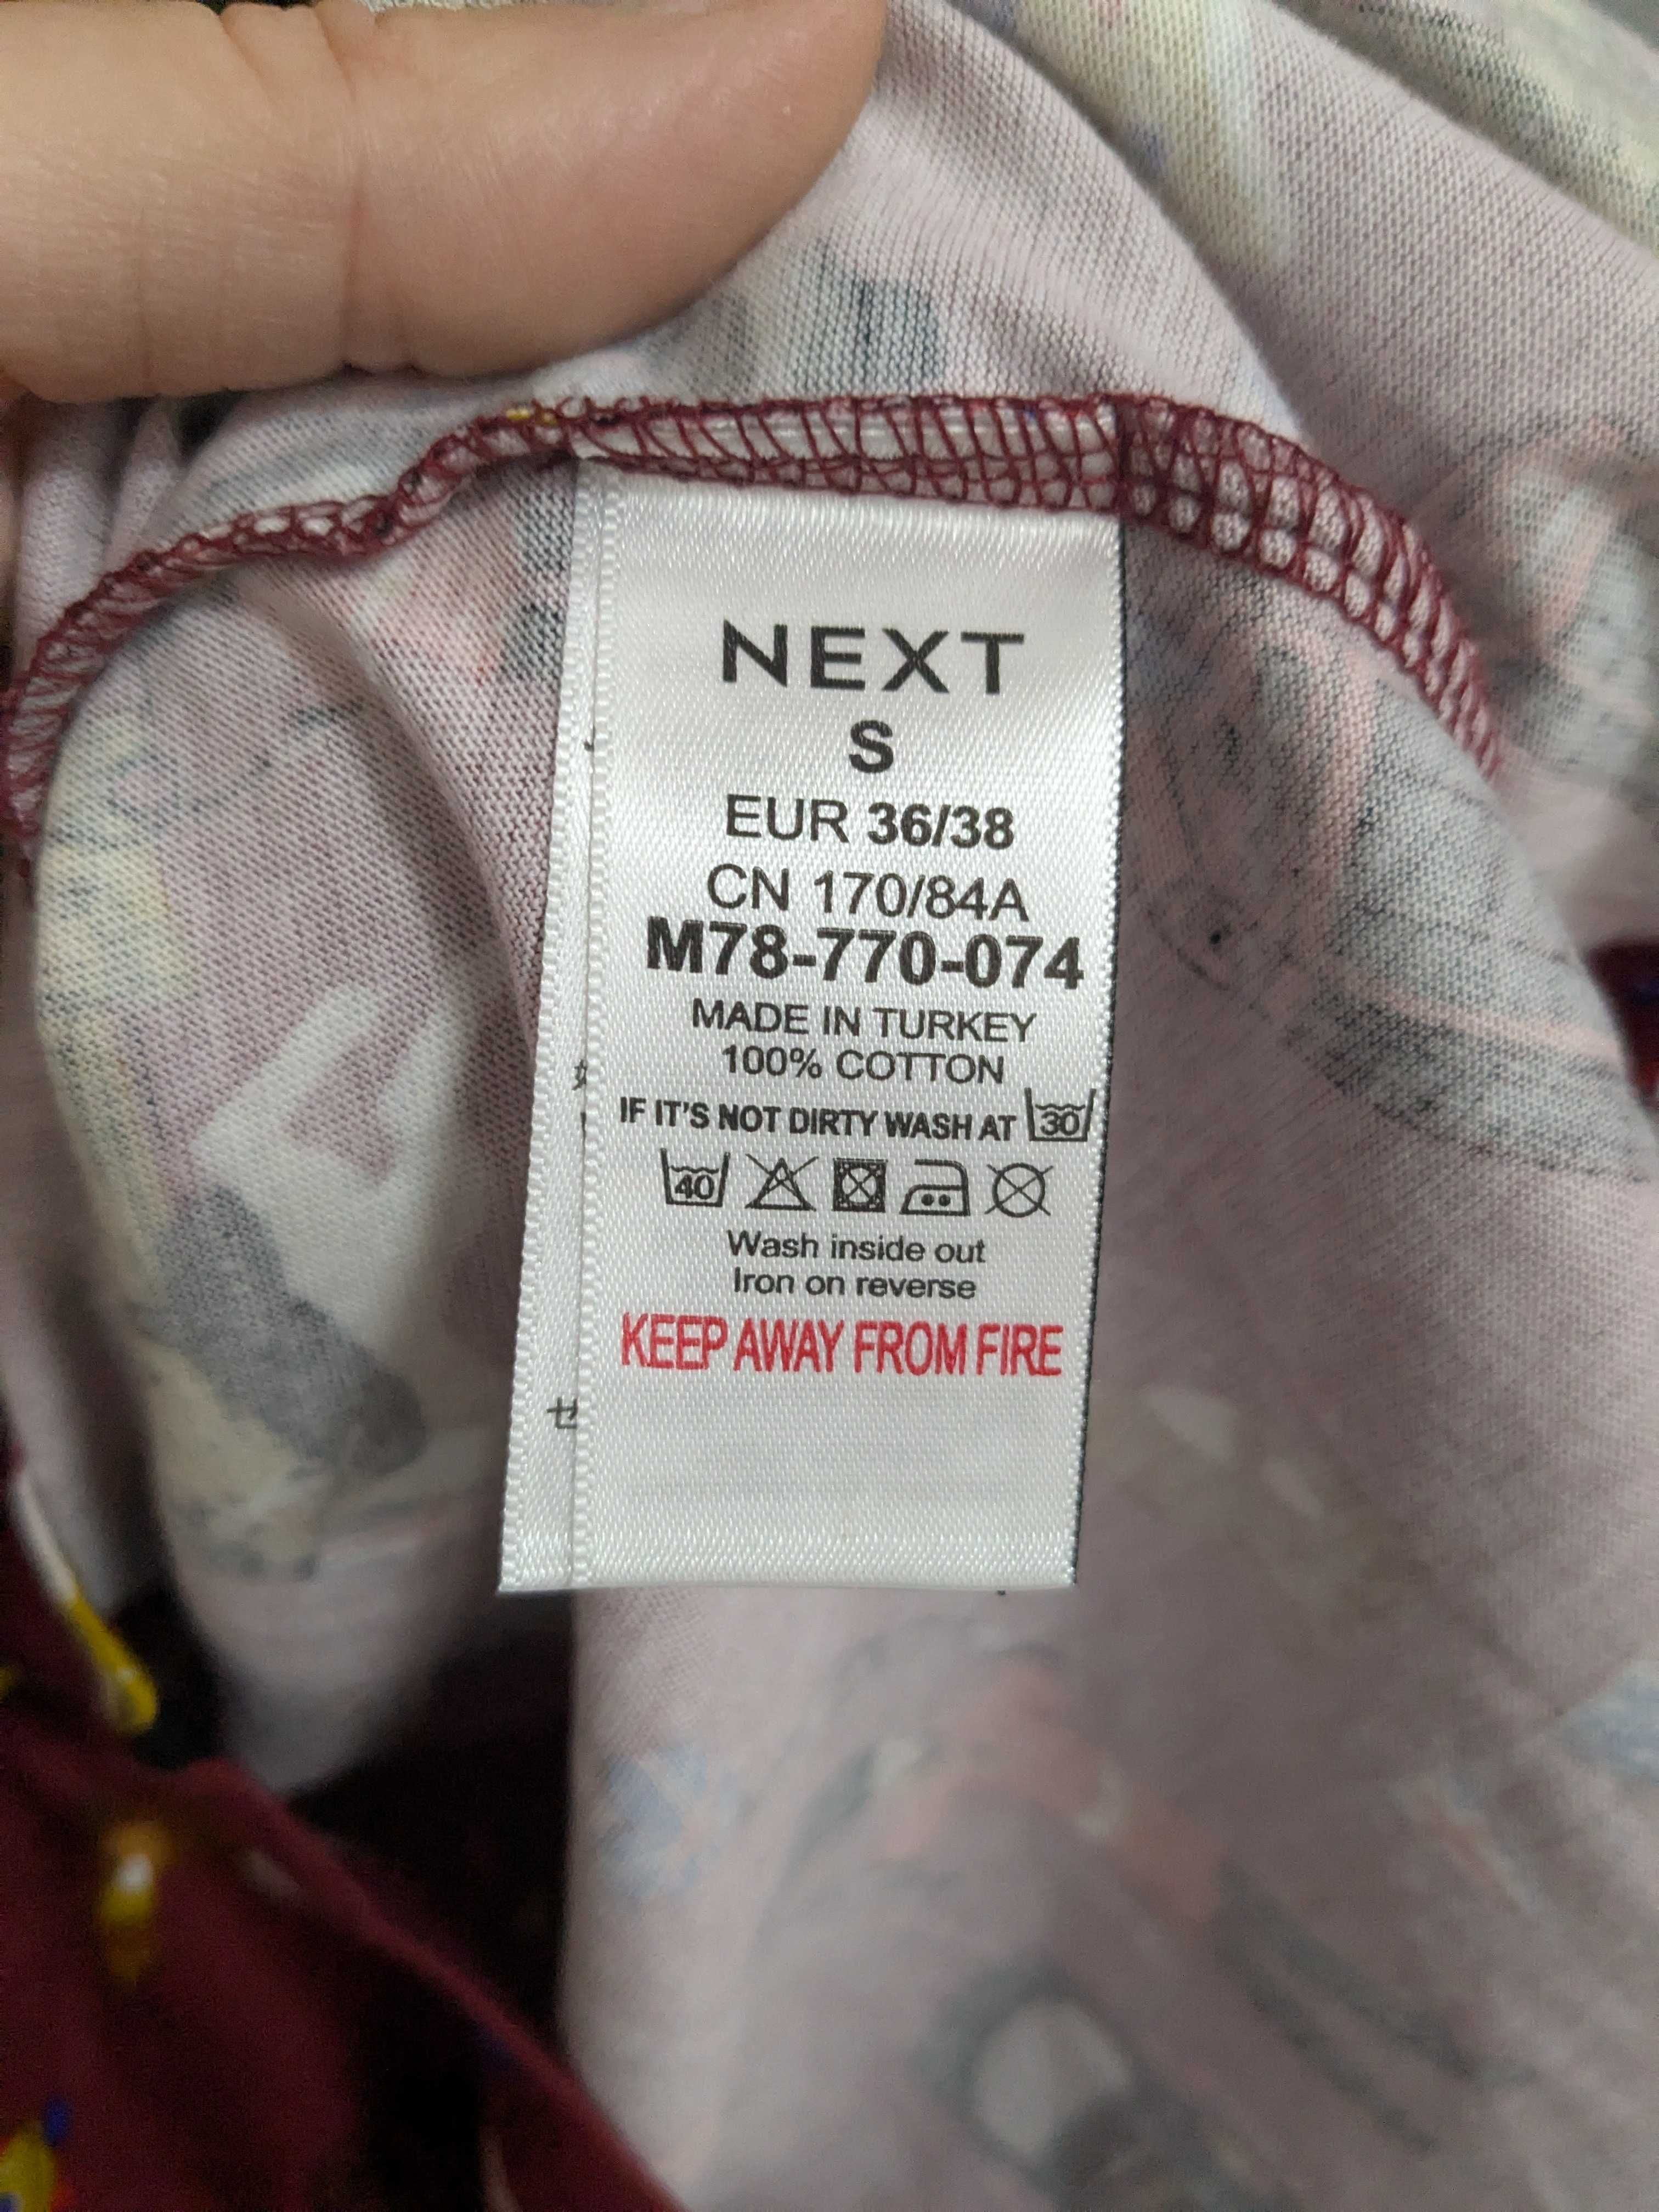 NEXT
S
EUR 36/38
CN 170/84A
M78-770-074
MADE IN TURKEY
100% COTTON
IF IT'S NOT DIRTY WASH AT 30
40
Wash inside out
Iron on reverse
KEEP AWAY FROM FIRE